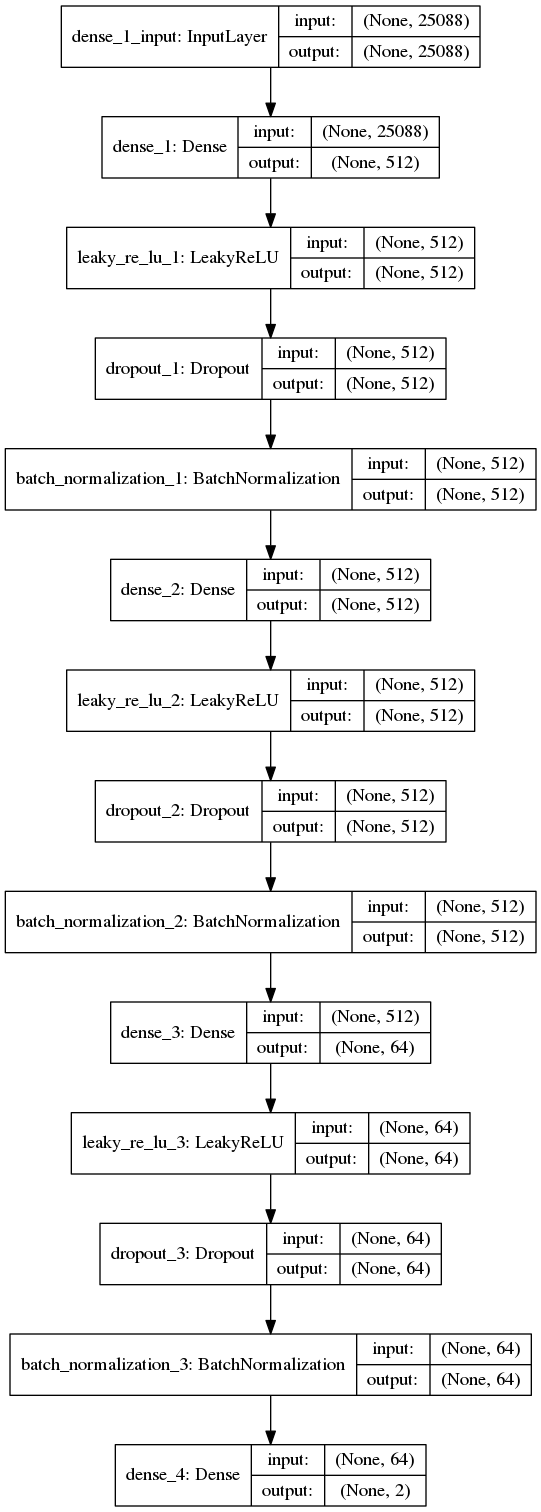 dense_1_input: InputLayer
input: (None, 25088)
output: (None, 25088)
dense_1: Dense
input: (None, 25088)
output: (None, 512)
leaky_re_lu_1: LeakyReLU
input: (None, 512)
output: (None, 512)
dropout_1: Dropout
input: (None, 512)
output: (None, 512)
batch_normalization_1: BatchNormalization
input: (None, 512)
output: (None, 512)
dense_2: Dense
input: (None, 512)
output: (None, 512)
leaky_re_lu_2: LeakyReLU
input: (None, 512)
output: (None, 512)
dropout_2: Dropout
input: (None, 512)
output: (None, 512)
batch_normalization_2: BatchNormalization
input: (None, 512)
output: (None, 512)
dense_3: Dense
input: (None, 512)
output: (None, 64)
leaky_re_lu_3: LeakyReLU
input: (None, 64)
output: (None, 64)
dropout_3: Dropout
input: (None, 64)
output: (None, 64)
batch_normalization_3: BatchNormalization
input: (None, 64)
output: (None, 64)
dense_4: Dense
input: (None, 64)
output: (None, 2)